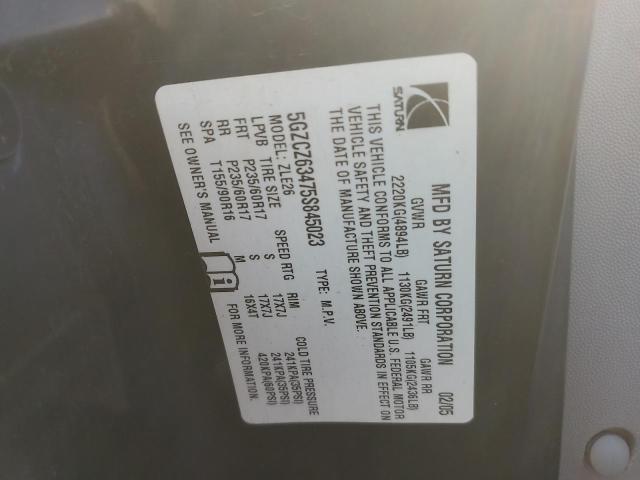 SATURN
MFD BY SATURN CORPORATION 02/05
GVWR GAWR FRT GAWR RR
2220KG(4894LB) 1130KG(2491LB) 1105KG(2436LB)
THIS VEHICLE CONFORMS TO ALL APPLICABLE U.S. FEDERAL MOTOR
VEHICLE SAFETY AND THEFT PREVENTION STANDARDS IN EFFECT ON
THE DATE OF MANUFACTURE SHOWN ABOVE.
5GZCZ63475S845023 TYPE: M.P.V.
MODEL: ZLE26
LPVB TIRE SIZE SPEED RTG RIM COLD TIRE PRESSURE
FRT P235/60R17 S 17X7J 241KPA(35PSI)
RR P235/60R17 S 17X7J 241KPA(35PSI)
SPA T155/90R16 M 16X4T 420KPA(60PSI)
SEE OWNER'S MANUAL FOR MORE INFORMATION.